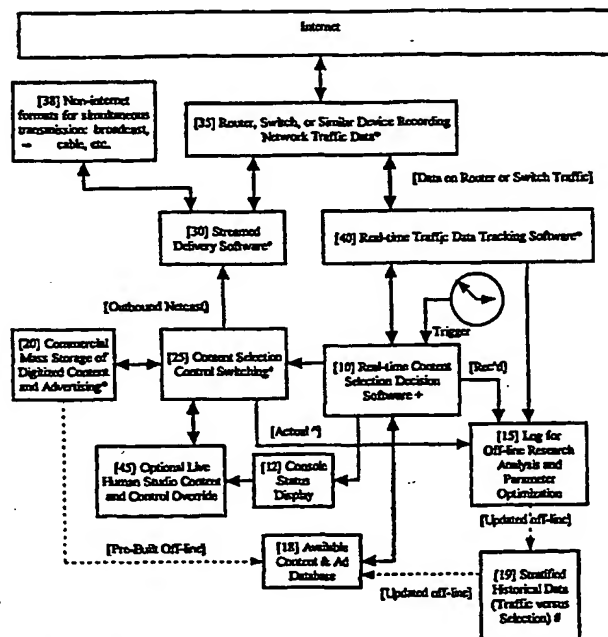 Internet
[38] Non-internet
formats for simultaneous
transmission: broadcast,
cable, etc.
[35] Router, Switch, or Similar Device Recording
Network Traffic Data*
[Data on Router or Switch Traffic]
[30] Streamed
Delivery Software*
[40] Real-time Traffic Data Tracking Software*
[Outbound Netcast]
Trigger
[20] Commercial
Mass Storage of
Digitized Content
and Advertising*
[25] Content Selection
Control Switching*
[10] Real-time Content
Selection Decision
Software +
[Rec'd]
[Actual ^]
[15] Log for
Off-line Research
Analysis and
Parameter
Optimization
[45] Optional Live
Human Studio Content
and Control Override
[12] Console
Status
Display
[Updated off-line]
[Pre-Built Off-line]
[18] Available
Content & Ad
Database
[Updated off-line]
[19] Stratified
Historical Data
(Traffic versus
Selection) #